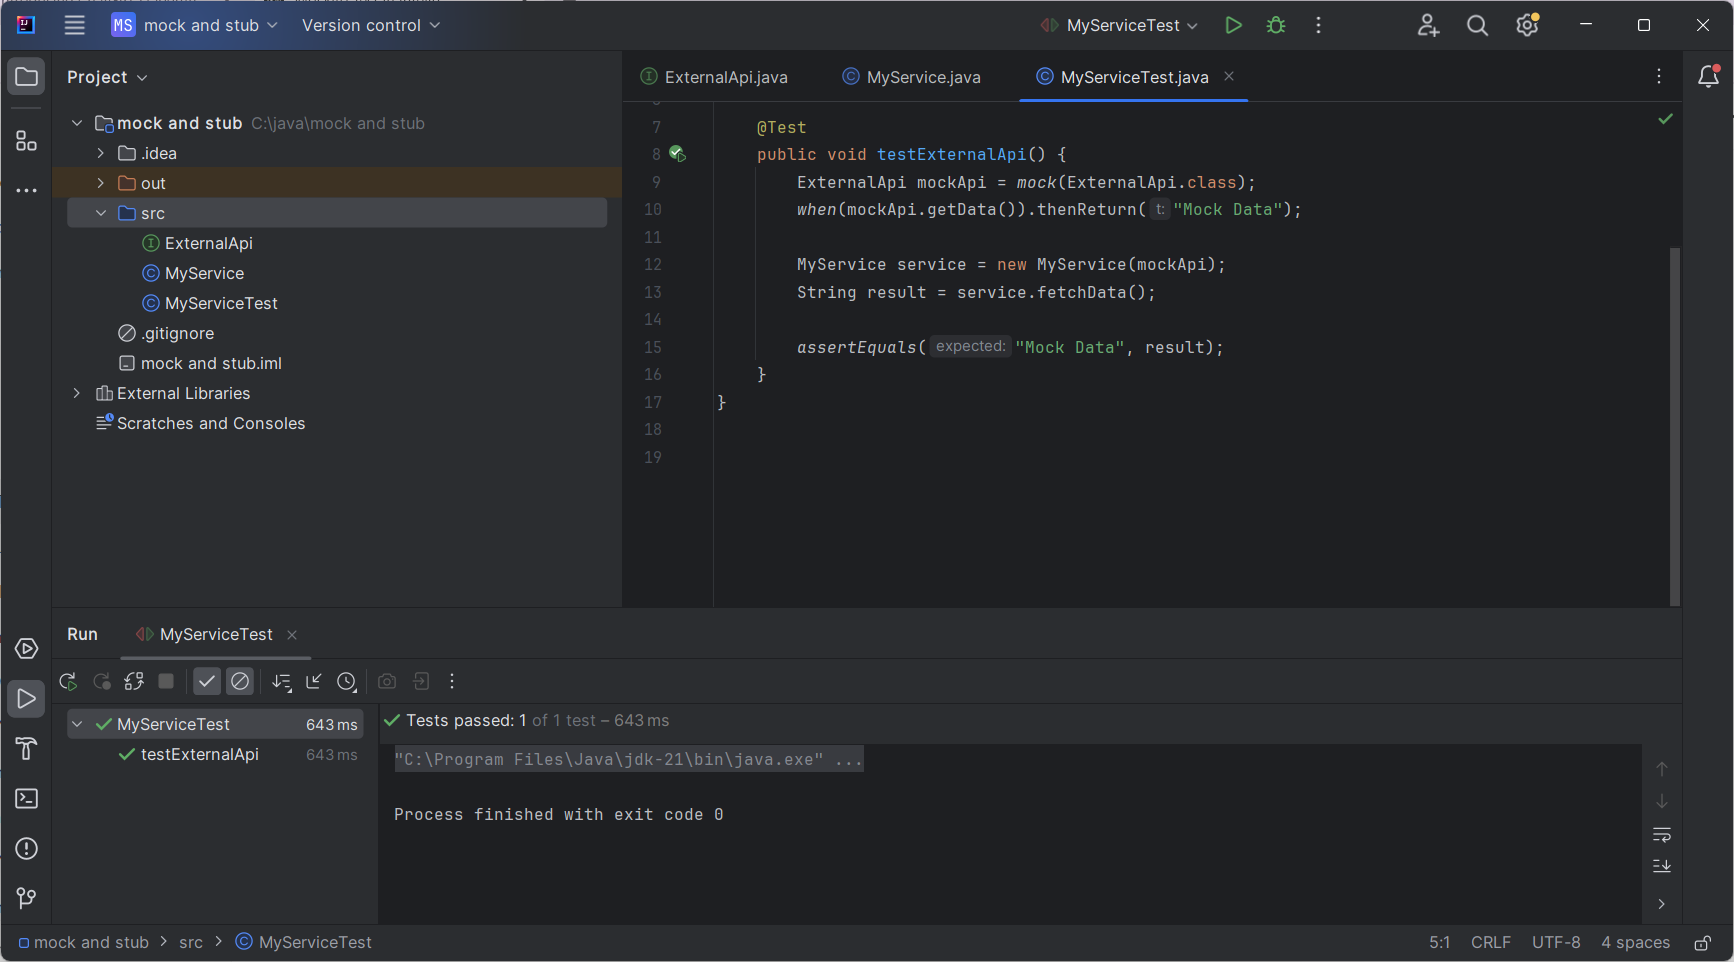 MS mock and stub Version control MyServiceTest
Project
mock and stub C:\java\mock and stub
.idea
out
src
ExternalApi
MyService
MyServiceTest
.gitignore
mock and stub.iml
External Libraries
Scratches and Consoles
ExternalApi.java MyService.java MyServiceTest.java
7 @Test
8 public void testExternalApi() {
9 ExternalApi mockApi = mock(ExternalApi.class);
10 when(mockApi.getData()).thenReturn( t: "Mock Data");
11
12 MyService service = new MyService(mockApi);
13 String result = service.fetchData();
14
15 assertEquals( expected: "Mock Data", result);
16 }
17 }
18
19
Run MyServiceTest
MyServiceTest 643 ms
testExternalApi 643 ms
Tests passed: 1 of 1 test – 643 ms
"C:\Program Files\Java\jdk-21\bin\java.exe" ...
Process finished with exit code 0
mock and stub > src > MyServiceTest
5:1 CRLF UTF-8 4 spaces